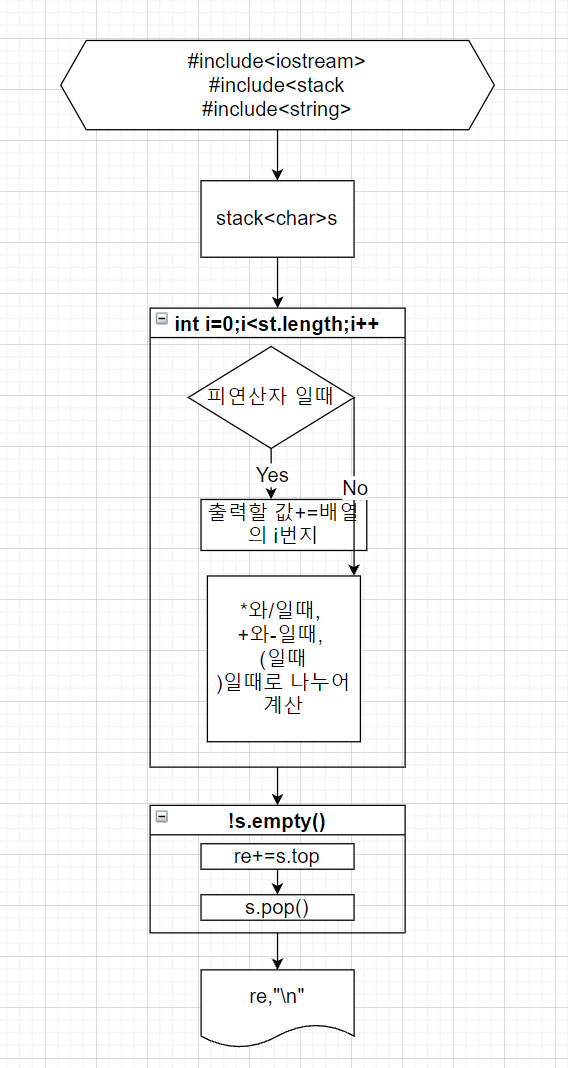 #include<iostream>
#include<stack
#include<string>
stack<char>s
int i=0;i<st.length;i++
피연산자 일때
Yes
No
출력할 값+=배열
의 i번지
*와/일때,
+와-일때,
(일때
)일때로 나누어
계산
!s.empty()
re+=s.top
s.pop()
re,"\n"